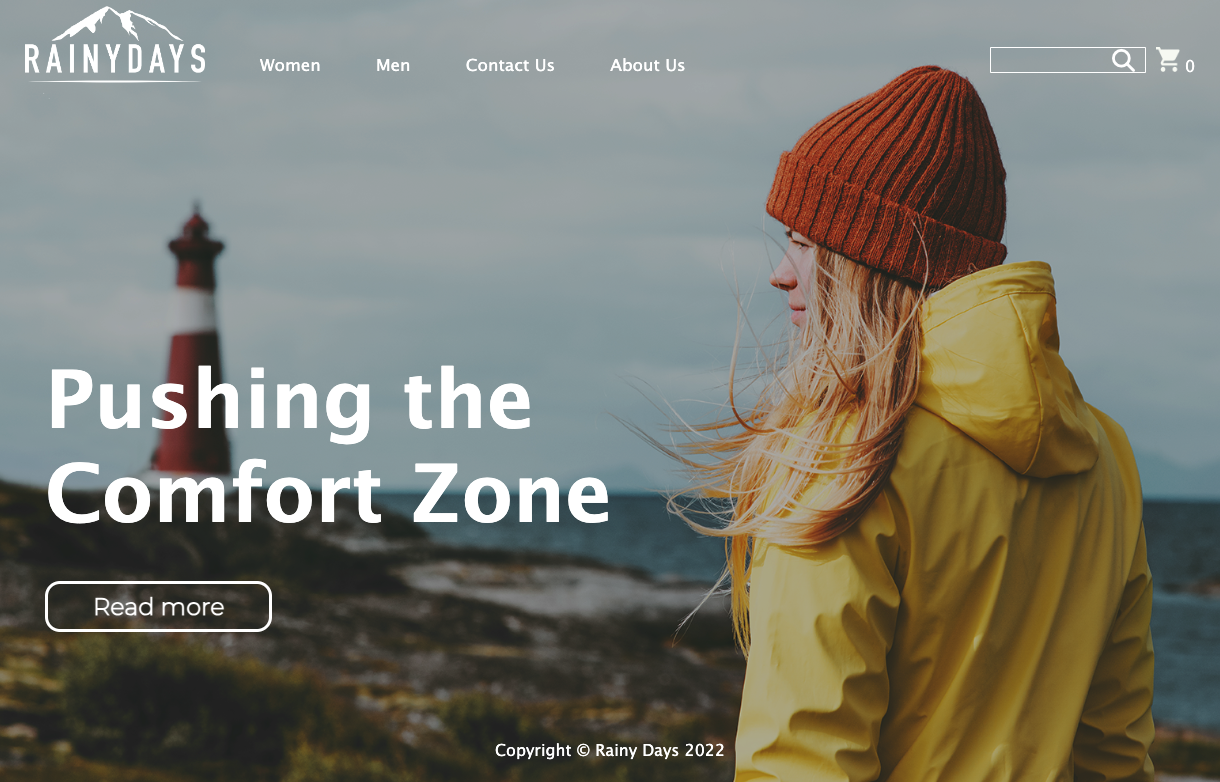 RAINYDAYS
Women
Men
Contact Us
About Us
0
Pushing the
Comfort Zone
Read more
Copyright © Rainy Days 2022